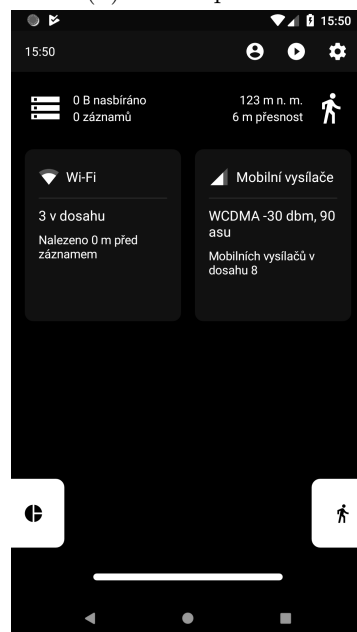 15:50
15:50
0 B nasbíráno
0 záznamů
123 m n. m.
6 m přesnost
Wi-Fi
3 v dosahu
Nalezeno 0 m před
záznamem
Mobilní vysílače
WCDMA -30 dbm, 90
asu
Mobilních vysílačů v
dosahu 8